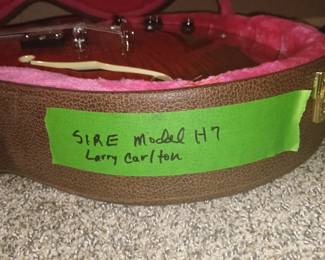 SIRE Model H7
Larry Carlton